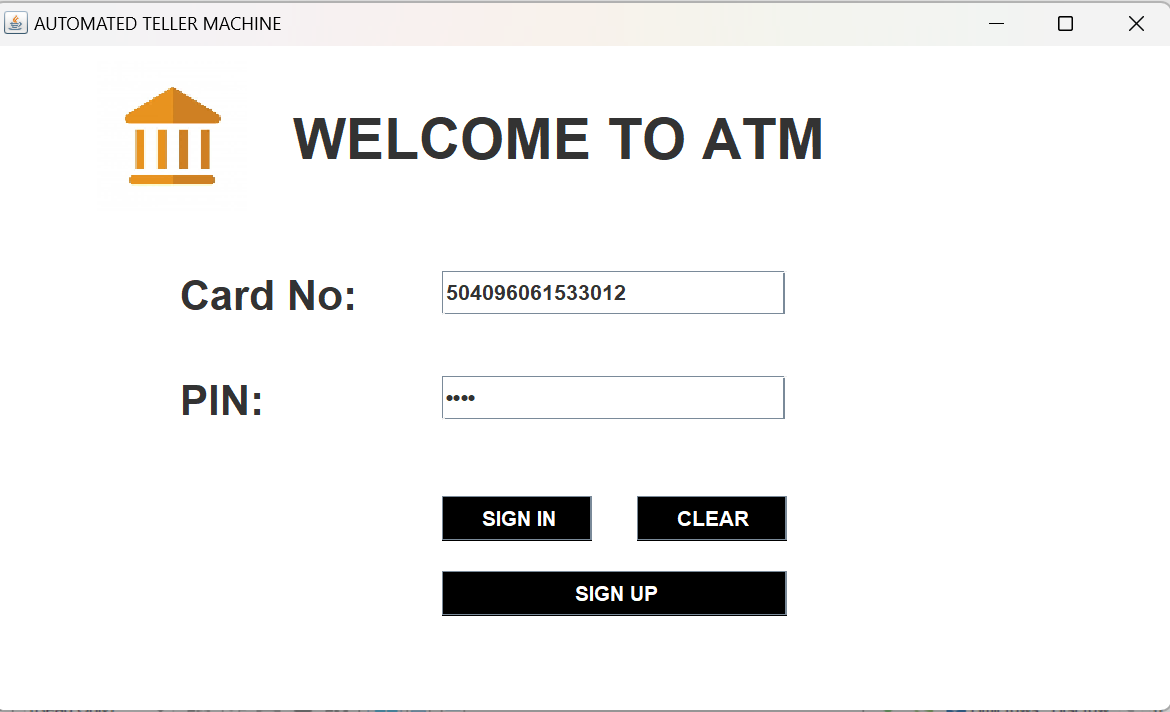 AUTOMATED TELLER MACHINE
WELCOME TO ATM
Card No: 504096061533012
PIN: ••••
SIGN IN CLEAR
SIGN UP